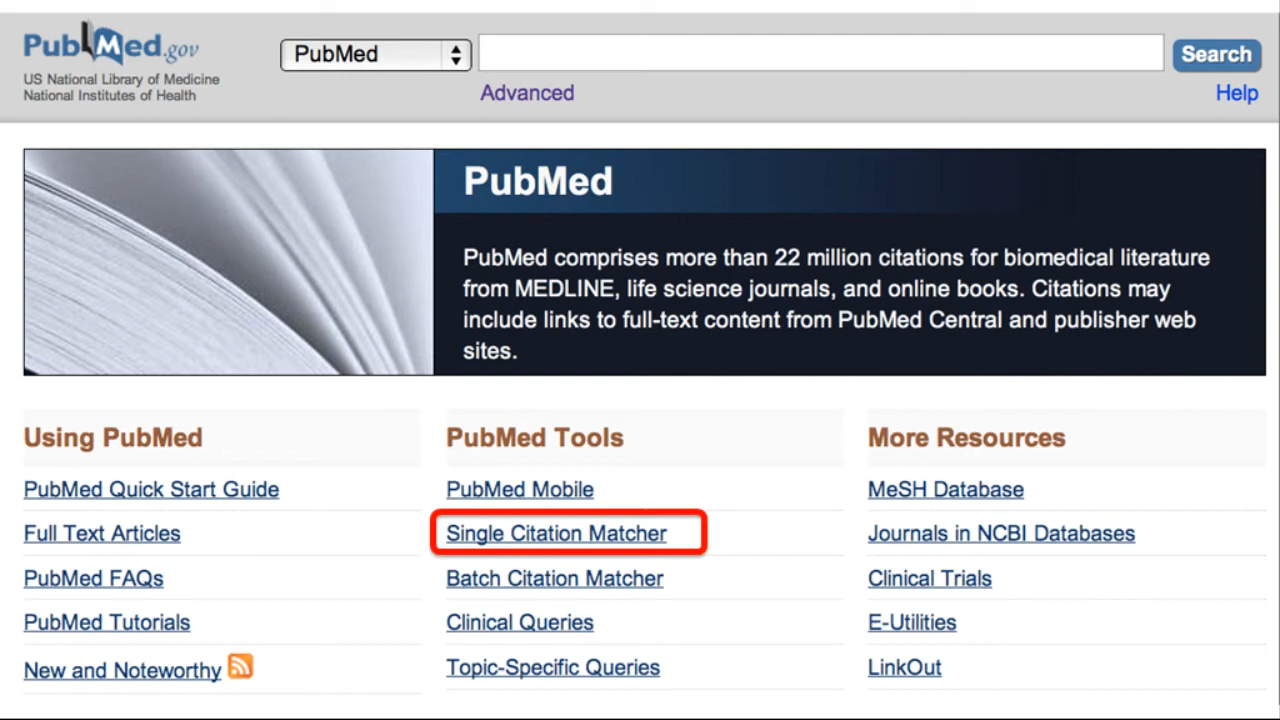 PubMed.gov
US National Library of Medicine
National Institutes of Health
PubMed
Search
Advanced
Help
PubMed
PubMed comprises more than 22 million citations for biomedical literature
from MEDLINE, life science journals, and online books. Citations may
include links to full-text content from PubMed Central and publisher web
sites.
Using PubMed
PubMed Quick Start Guide
Full Text Articles
PubMed FAQs
PubMed Tutorials
New and Noteworthy
PubMed Tools
PubMed Mobile
Single Citation Matcher
Batch Citation Matcher
Clinical Queries
Topic-Specific Queries
More Resources
MeSH Database
Journals in NCBI Databases
Clinical Trials
E-Utilities
LinkOut